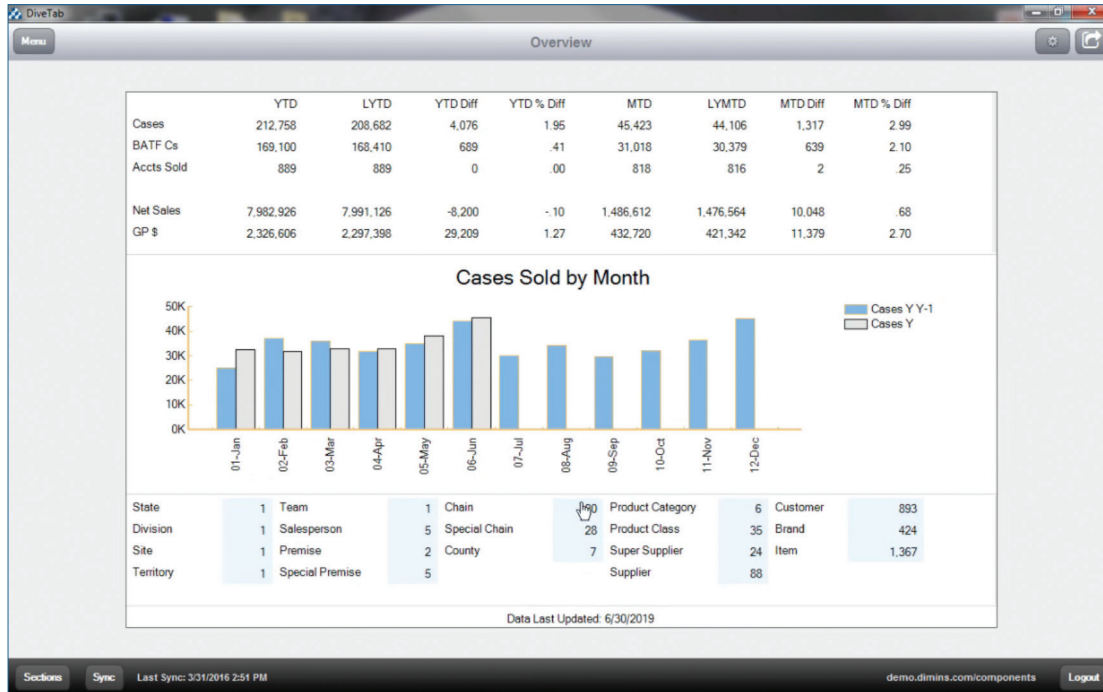 DiveTab
Menu
Overview
YTD LYTD YTD Diff YTD % Diff MTD LYMTD MTD Diff MTD % Diff
Cases 212,758 208,682 4,076 1.95 45,423 44,106 1,317 2.99
BATF Cs 169,100 168,410 689 .41 31,018 30,379 639 2.10
Accts Sold 889 889 0 .00 818 816 2 .25
Net Sales 7,982,926 7,991,126 -8,200 -.10 1,486,612 1,476,564 10,048 .68
GP $ 2,326,606 2,297,398 29,209 1.27 432,720 421,342 11,379 2.70
Cases Sold by Month
50K
40K
30K
20K
10K
0K
Cases Y Y-1
Cases Y
01-Jan 02-Feb 03-Mar 04-Apr 05-May 06-Jun 07-Jul 08-Aug 09-Sep 10-Oct 11-Nov 12-Dec
State 1 Team 1 Chain Product Category 6 Customer 893
Division 1 Salesperson 5 Special Chain 28 Product Class 35 Brand 424
Site 1 Premise 2 County 7 Super Supplier 24 Item 1,367
Territory 1 Special Premise 5 Supplier 88
Data Last Updated: 6/30/2019
Sections Sync Last Sync: 3/31/2016 2:51 PM demo.dimins.com/components Logout